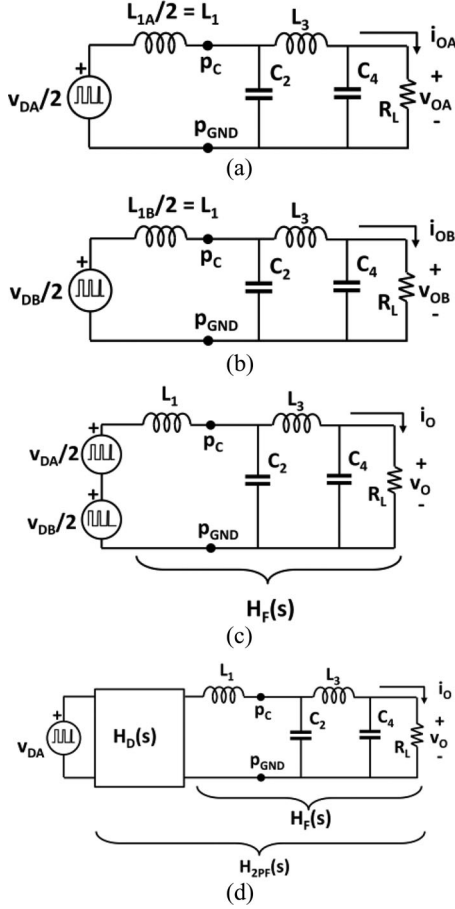 L1A/2 = L1
L3
iOA
pC
C2
C4
+
vDA/2
+
vOA
-
RL
pGND
(a)
L1B/2 = L1
L3
iOB
pC
C2
C4
+
vDB/2
+
vOB
-
RL
pGND
(b)
L1
L3
iO
+
pC
vDA/2
C2
C4
+
vO
-
RL
+
vDB/2
pGND
HF(s)
(c)
L1
L3
iO
pC
+
C2
C4
+
vO
-
vDA
HD(s)
RL
pGND
HF(s)
H2PF(s)
(d)